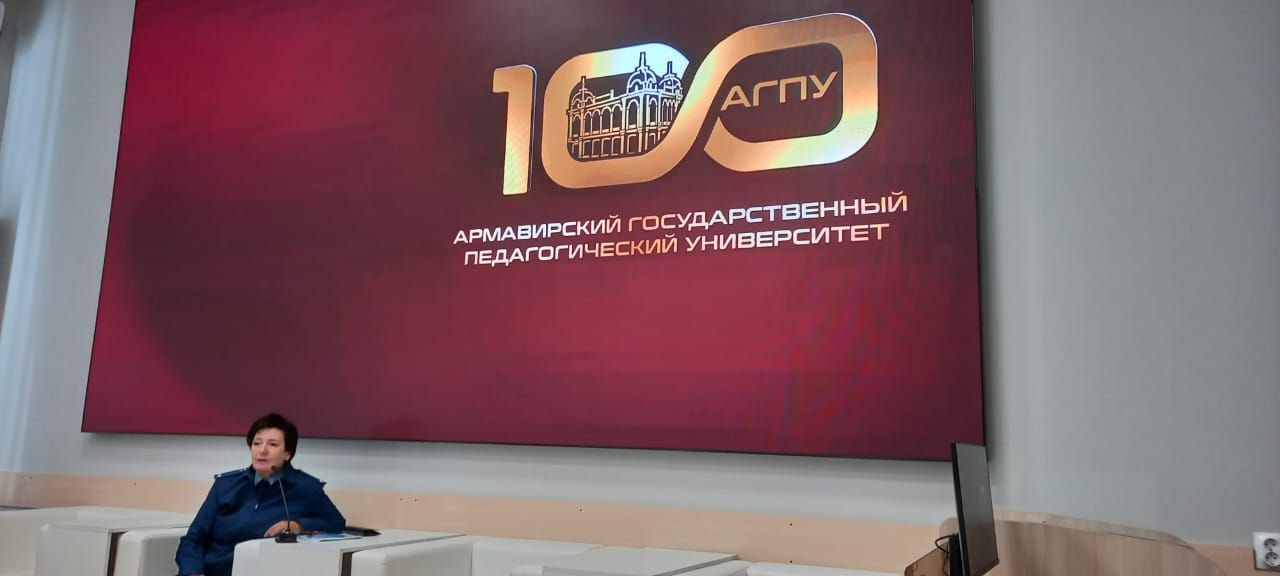 100
АГПУ
АРМАВИРСКИЙ ГОСУДАРСТВЕННЫЙ
ПЕДАГОГИЧЕСКИЙ УНИВЕРСИТЕТ